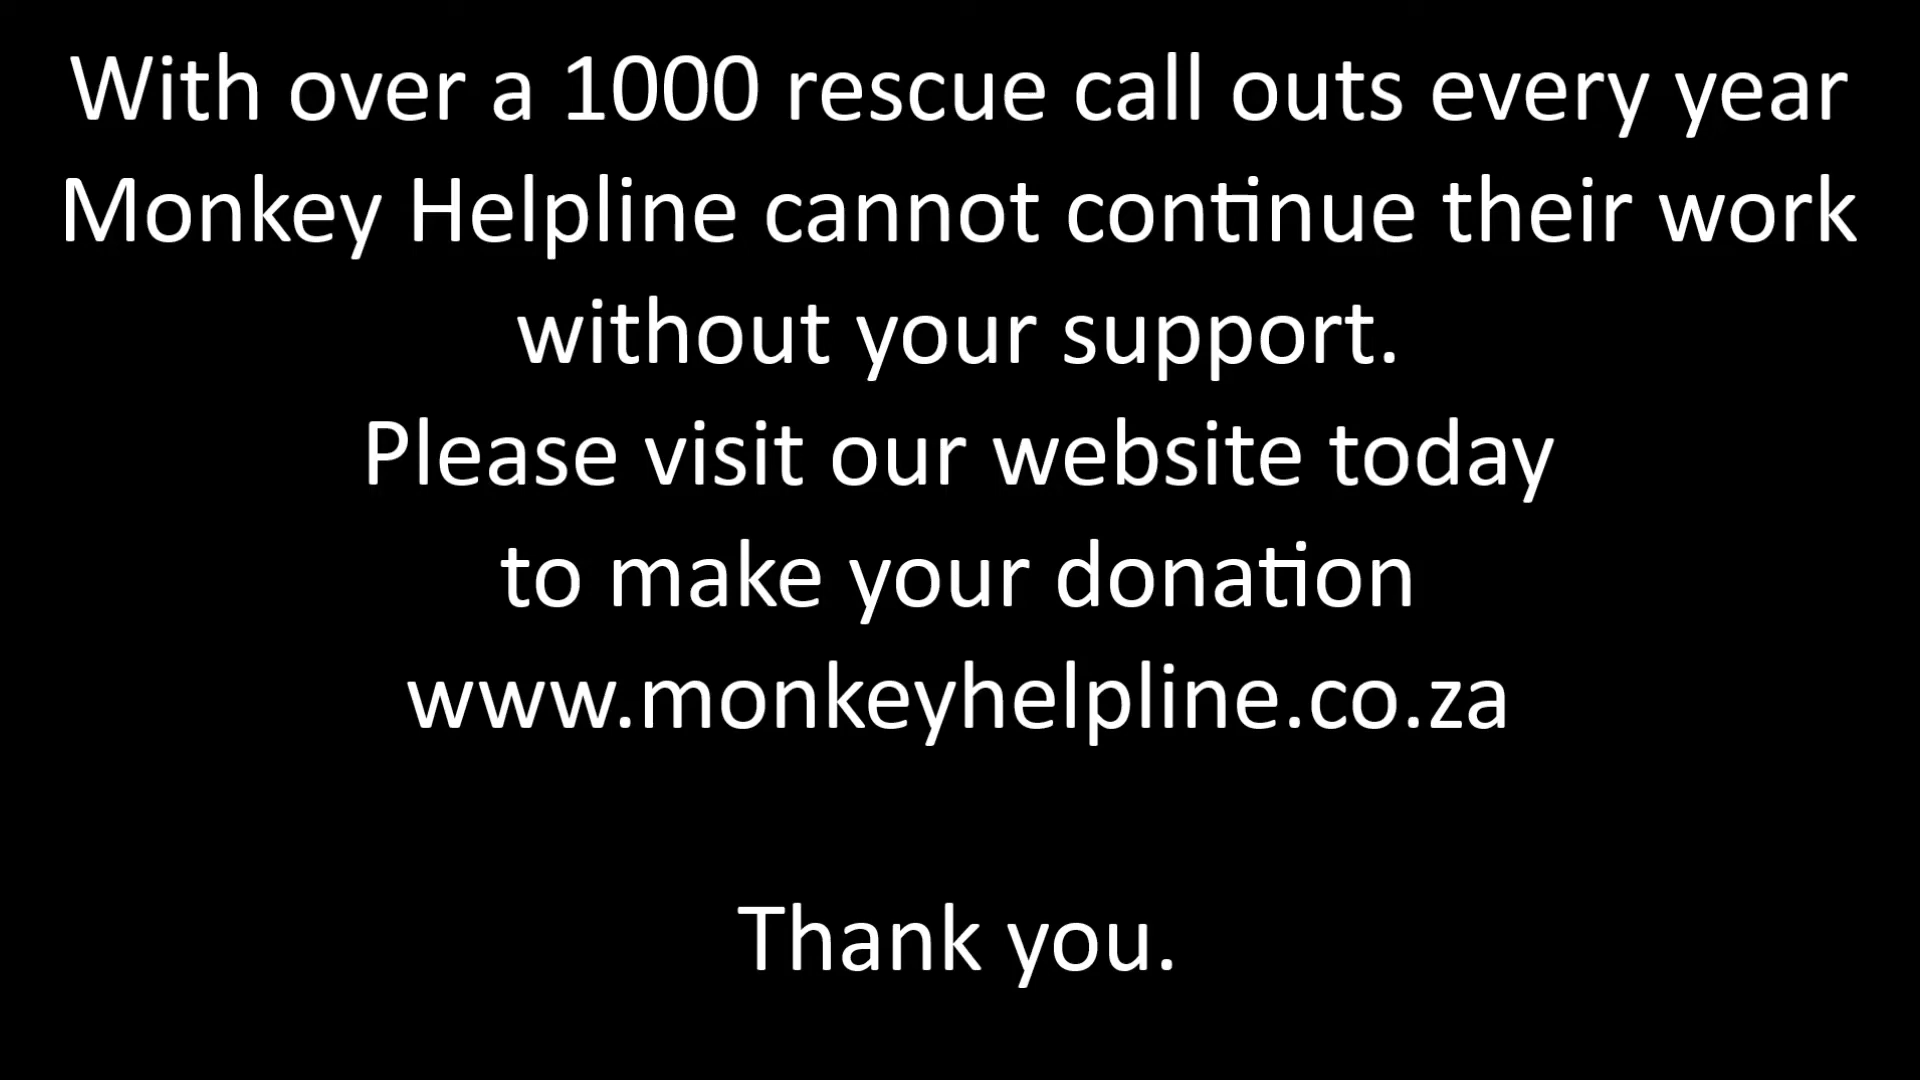 With over a 1000 rescue call outs every year
Monkey Helpline cannot continue their work
without your support.
Please visit our website today
to make your donation
www.monkeyhelpline.co.za
Thank you.